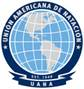 UNION AMERICANA DE NATACION
EST. 1948
UANA